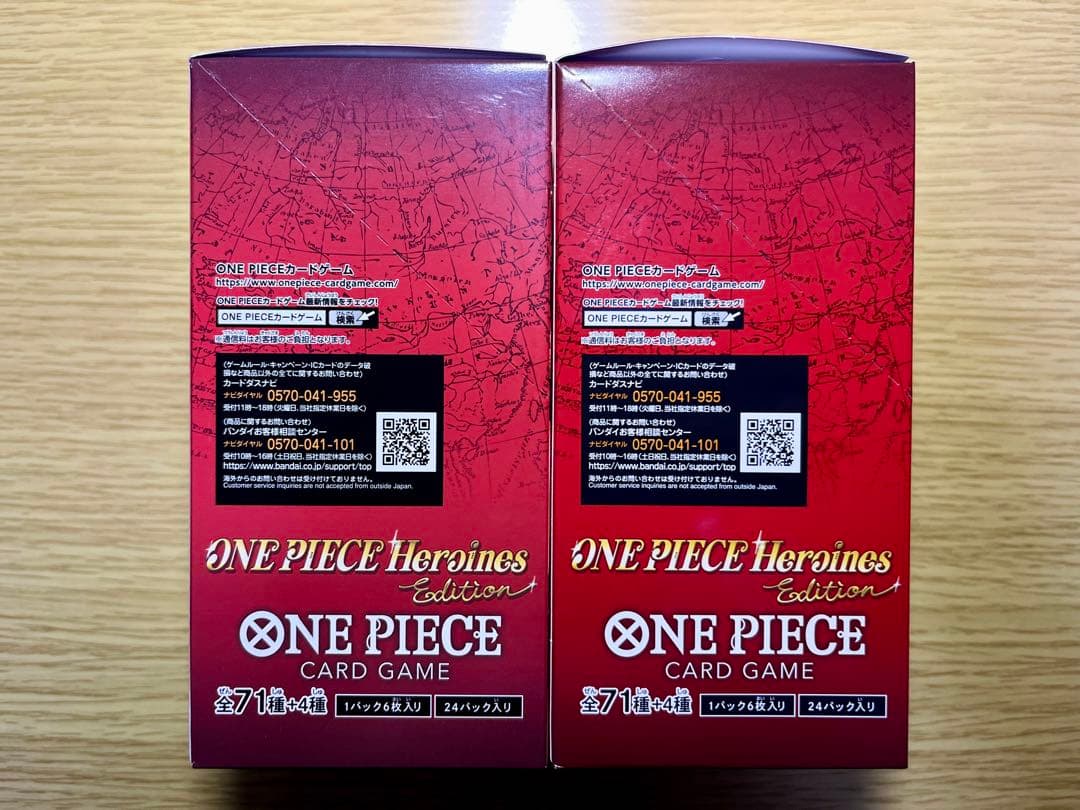 ONE PIECEカードゲーム
https://www.onepiece-cardgame.com/
ONE PIECEカードゲーム最新情報をチェック!
ONE PIECEカードゲーム 検索
※通信料はお客様のご負担となります。
〈ゲームルール・キャンペーン・ICカードのデータ破
損など商品以外の全てに関するお問い合わせ〉
カードダスナビ
ナビダイヤル 0570-041-955
受付11時〜18時(火曜日、当社指定休業日を除く)
〈商品に関するお問い合わせ〉
バンダイお客様相談センター
ナビダイヤル 0570-041-101
受付10時〜16時(土日祝日、当社指定休業日を除く)
https://www.bandai.co.jp/support/top
海外からのお問い合わせは受け付けておりません。
Customer service inquiries are not accepted from outside Japan.
ONE PIECE Heroines
Edition
ONE PIECE
CARD GAME
全71種+4種 1パック6枚入り 24パック入り
ONE PIECEカードゲーム
https://www.onepiece-cardgame.com/
ONE PIECEカードゲーム最新情報をチェック!
ONE PIECEカードゲーム 検索
※通信料はお客様のご負担となります。
〈ゲームルール・キャンペーン・ICカードのデータ破
損など商品以外の全てに関するお問い合わせ〉
カードダスナビ
ナビダイヤル 0570-041-955
受付11時〜18時(火曜日、当社指定休業日を除く)
〈商品に関するお問い合わせ〉
バンダイお客様相談センター
ナビダイヤル 0570-041-101
受付10時〜16時(土日祝日、当社指定休業日を除く)
https://www.bandai.co.jp/support/top
海外からのお問い合わせは受け付けておりません。
Customer service inquiries are not accepted from outside Japan.
ONE PIECE Heroines
Edition
ONE PIECE
CARD GAME
全71種+4種 1パック6枚入り 24パック入り